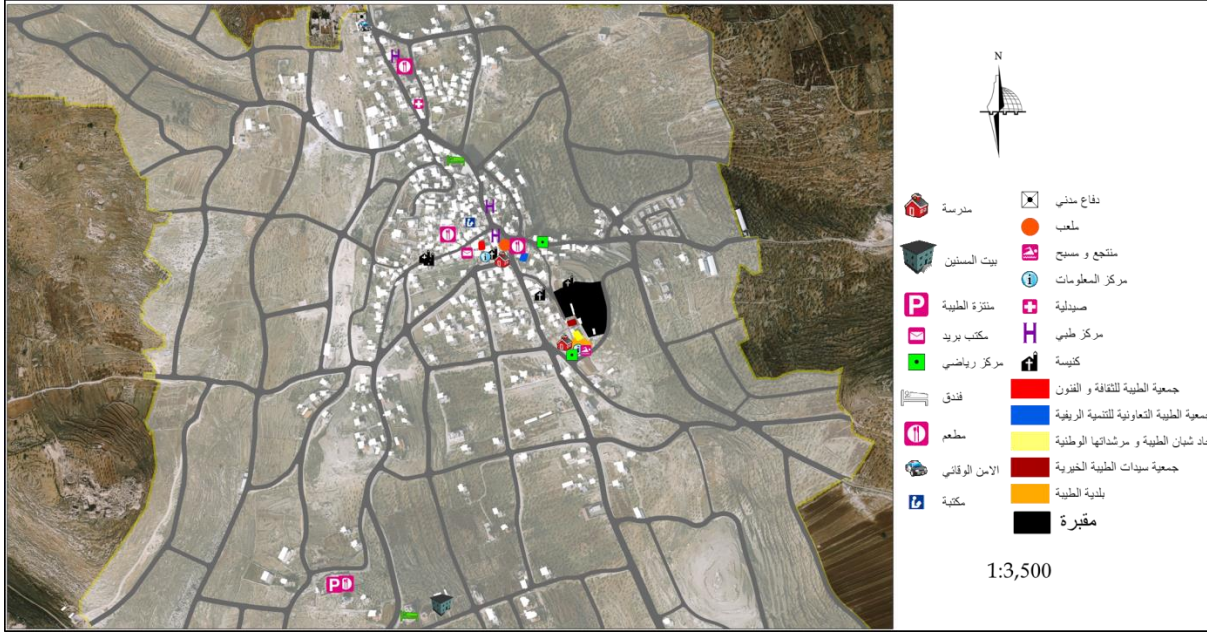 N
مدرسة
بيت المسنين
منتزة الطيبة
مكتب بريد
مركز رياضي
فندق
مطعم
الامن الوقائي
مكتبة
دفاع مدني
ملعب
منتجع و مسبح
مركز المعلومات
صيدلية
مركز طبي
كنيسة
جمعية الطيبة للثقافة و الفنون
جمعية الطيبة التعاونية للتنمية الريفية
شبان الطيبة و مرشداتها الوطنية
جمعية سيدات الطيبة الخيرية
بلدية الطيبة
مقبرة
1:3,500
P
H
H
H
P